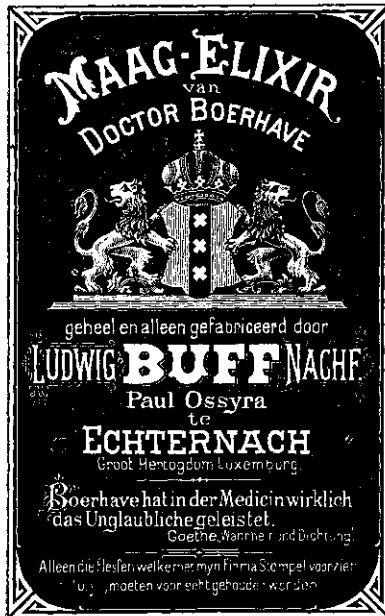 MAAG-ELIXIR
van
DOCTOR BOERHAVE
geheel en alleen gefabriceerd door
LUDWIG BUFF NACHF
Paul Ossyra
te
ECHTERNACH
Groot Hertogdom Luxemburg.
Boerhave hat in der Medicin wirklich
das Unglaubliche geleistet.
Goethe, und Dichtung.
Alleen die flesſen welke met myn Firma Stempel voorzien
moeten voor echt gehouden worden